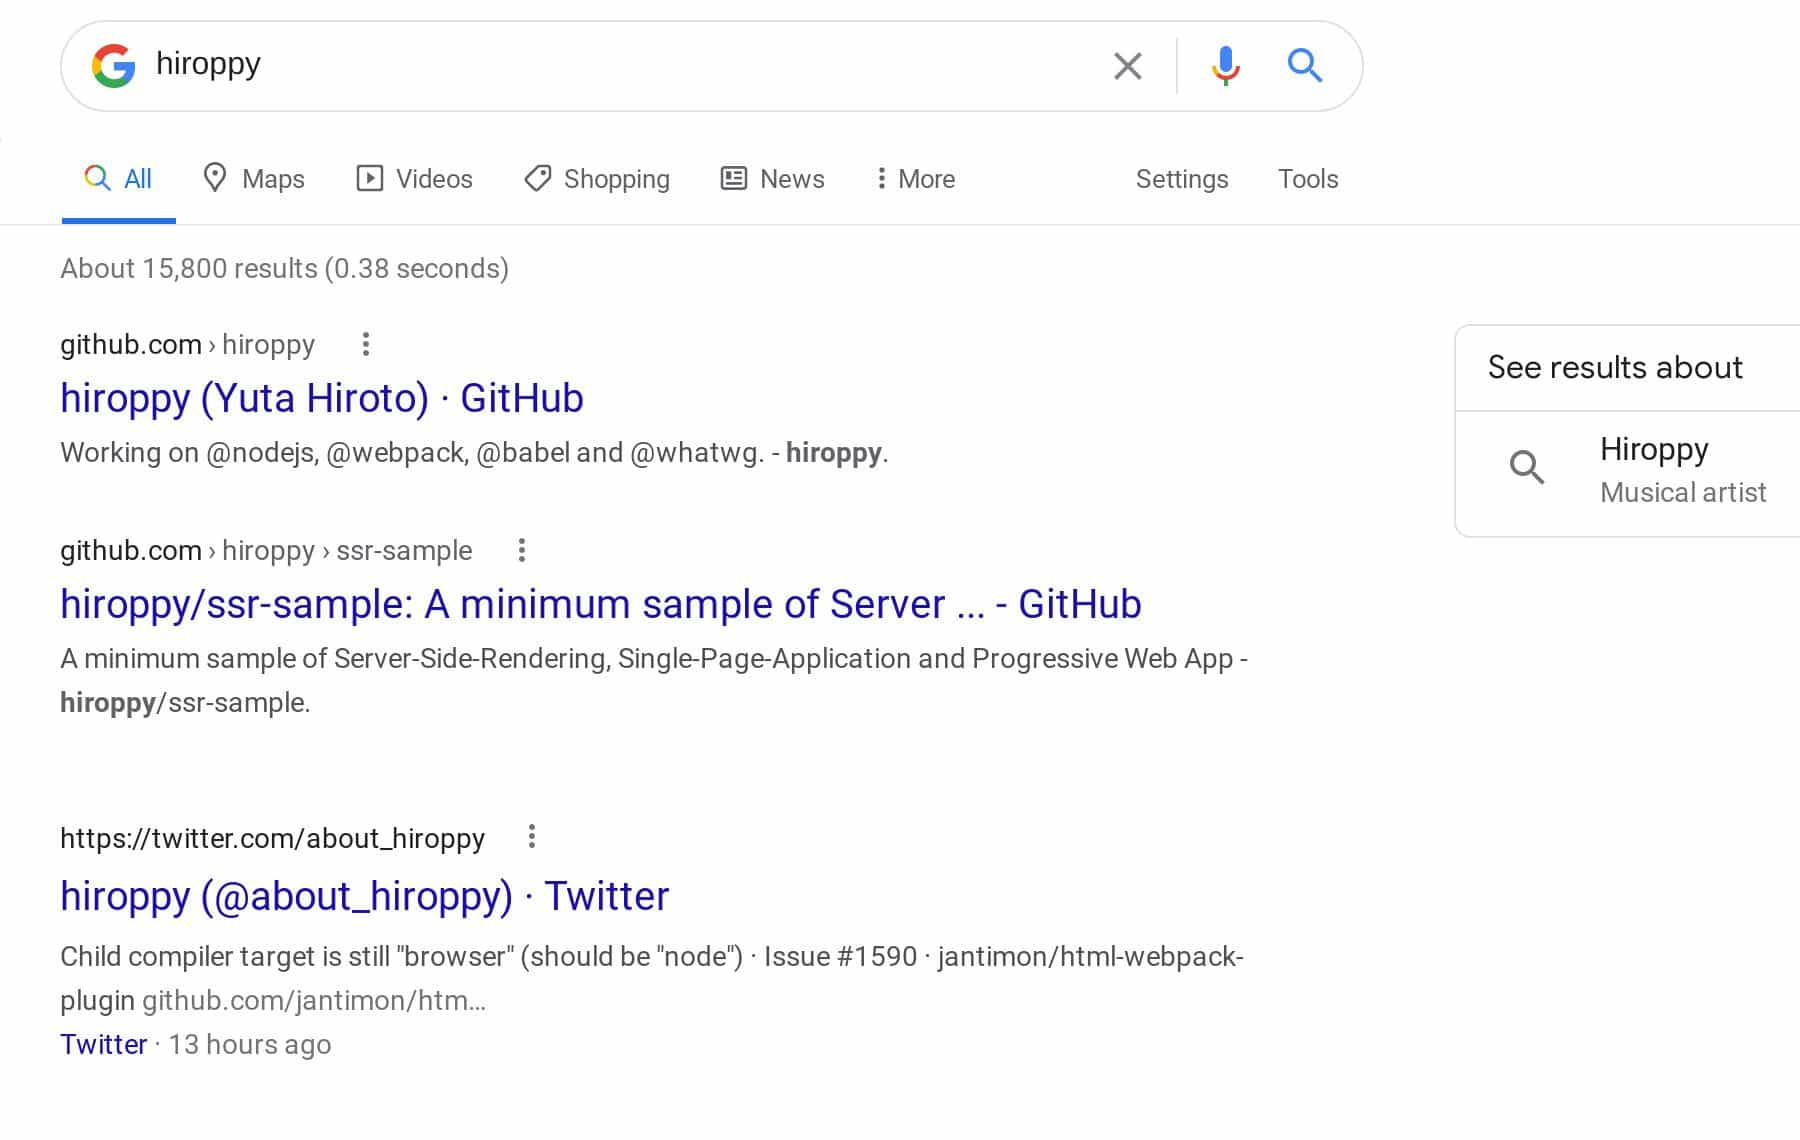 hiroppy
All Maps Videos Shopping News More Settings Tools
About 15,800 results (0.38 seconds)
github.com › hiroppy
hiroppy (Yuta Hiroto) · GitHub
Working on @nodejs, @webpack, @babel and @whatwg. - hiroppy.
github.com › hiroppy › ssr-sample
hiroppy/ssr-sample: A minimum sample of Server ... - GitHub
A minimum sample of Server-Side-Rendering, Single-Page-Application and Progressive Web App -
hiroppy/ssr-sample.
https://twitter.com/about_hiroppy
hiroppy (@about_hiroppy) · Twitter
Child compiler target is still "browser" (should be "node") · Issue #1590 · jantimon/html-webpack-
plugin github.com/jantimon/htm...
Twitter · 13 hours ago
See results about
Hiroppy
Musical artist